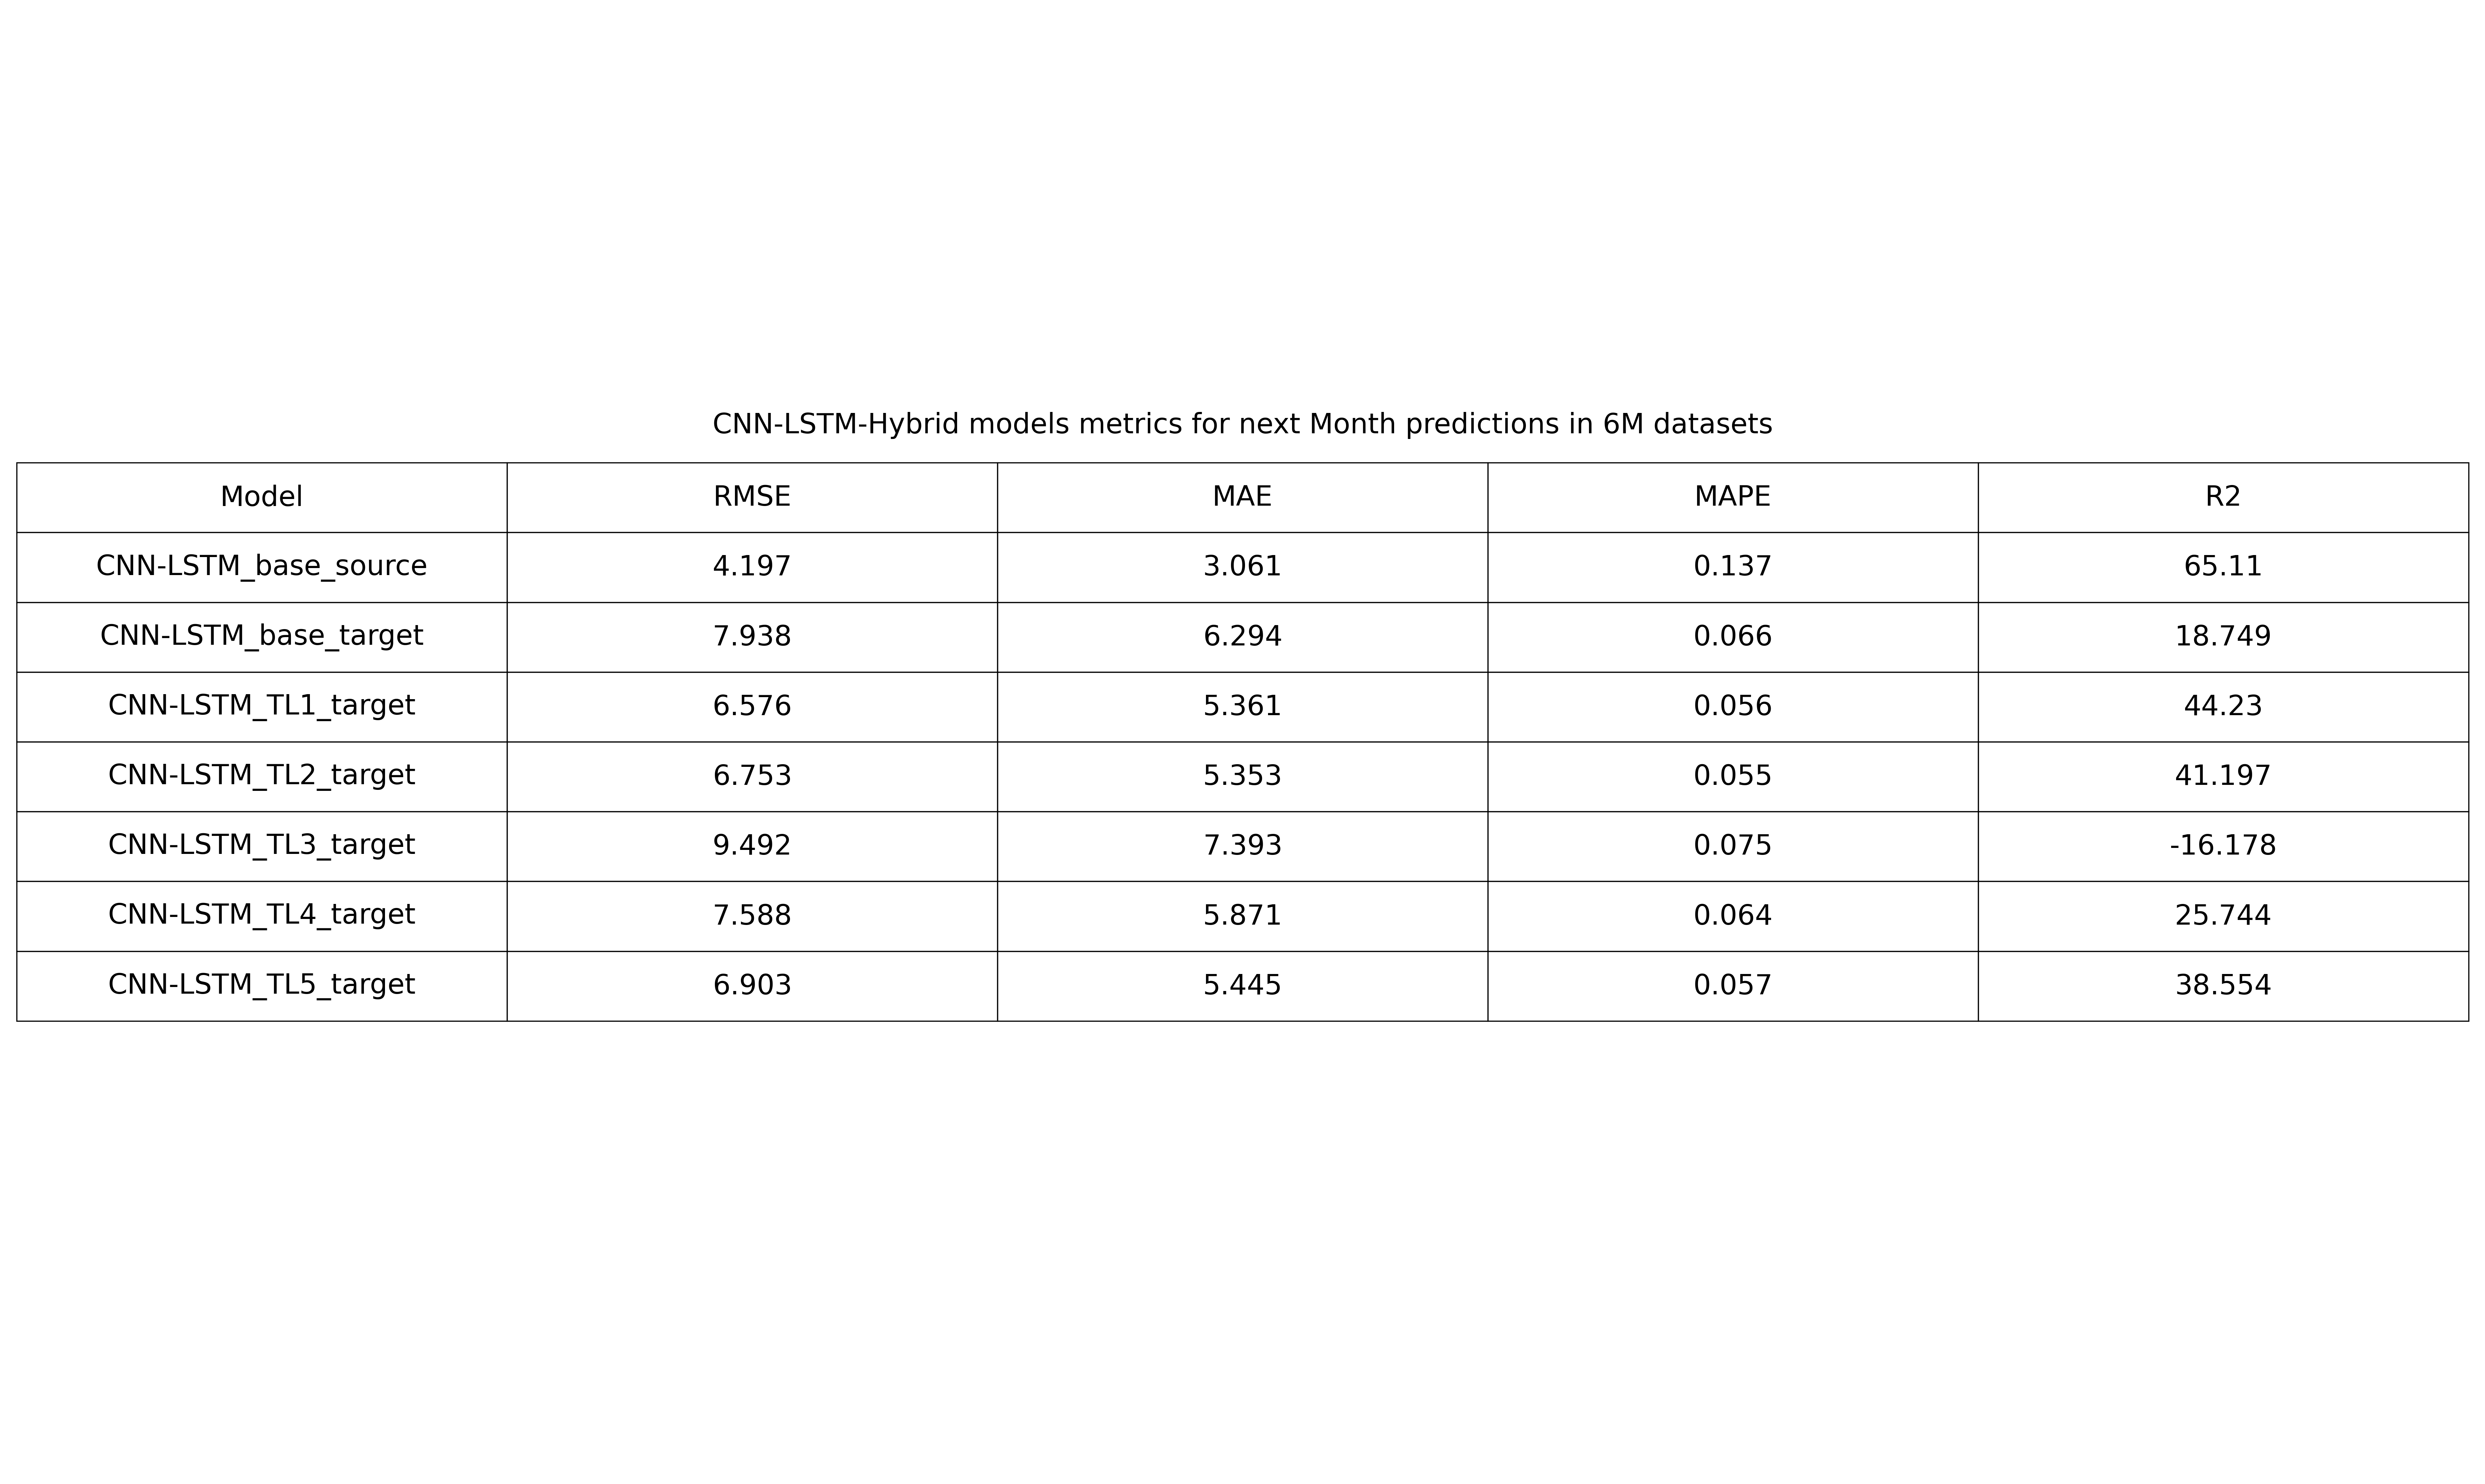 CNN-LSTM-Hybrid models metrics for next Month predictions in 6M datasets
Model RMSE MAE MAPE R2
CNN-LSTM_base_source 4.197 3.061 0.137 65.11
CNN-LSTM_base_target 7.938 6.294 0.066 18.749
CNN-LSTM_TL1_target 6.576 5.361 0.056 44.23
CNN-LSTM_TL2_target 6.753 5.353 0.055 41.197
CNN-LSTM_TL3_target 9.492 7.393 0.075 -16.178
CNN-LSTM_TL4_target 7.588 5.871 0.064 25.744
CNN-LSTM_TL5_target 6.903 5.445 0.057 38.554